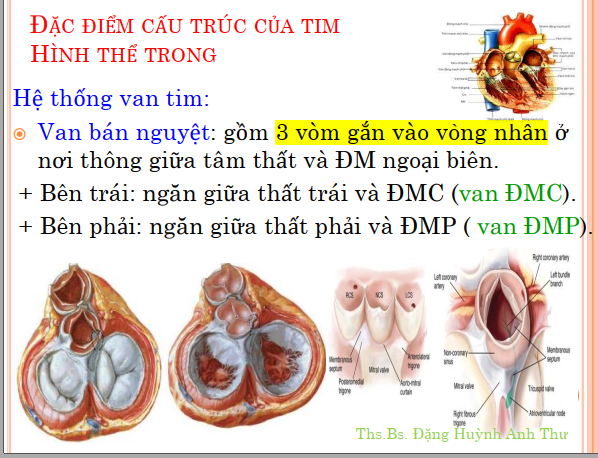 ĐẶC ĐIỂM CẤU TRÚC CỦA TIM
HÌNH THỂ TRONG
Hệ thống van tim:
Van bán nguyệt: gồm 3 vòm gắn vào vòng nhân ở
nơi thông giữa tâm thất và ĐM ngoại biên.
+ Bên trái: ngăn giữa thất trái và ĐMC (van ĐMC).
+ Bên phải: ngăn giữa thất phải và ĐMP ( van ĐMP).
RCS
NCS
LCS
Membranous
septum
Posteromedial
trigone
Mitral valve
Aorto-mitral
curtain
Anterolateral
trigone
Right coronary artery
Left coronary
artery
Left bundle
branch
Non-coronary
sinus
Membranous
septum
Mitral valve
Tricuspid valve
Right fibrous
trigone
Atrioventricular node
Ths.Bs. Đặng Huỳnh Anh Thư